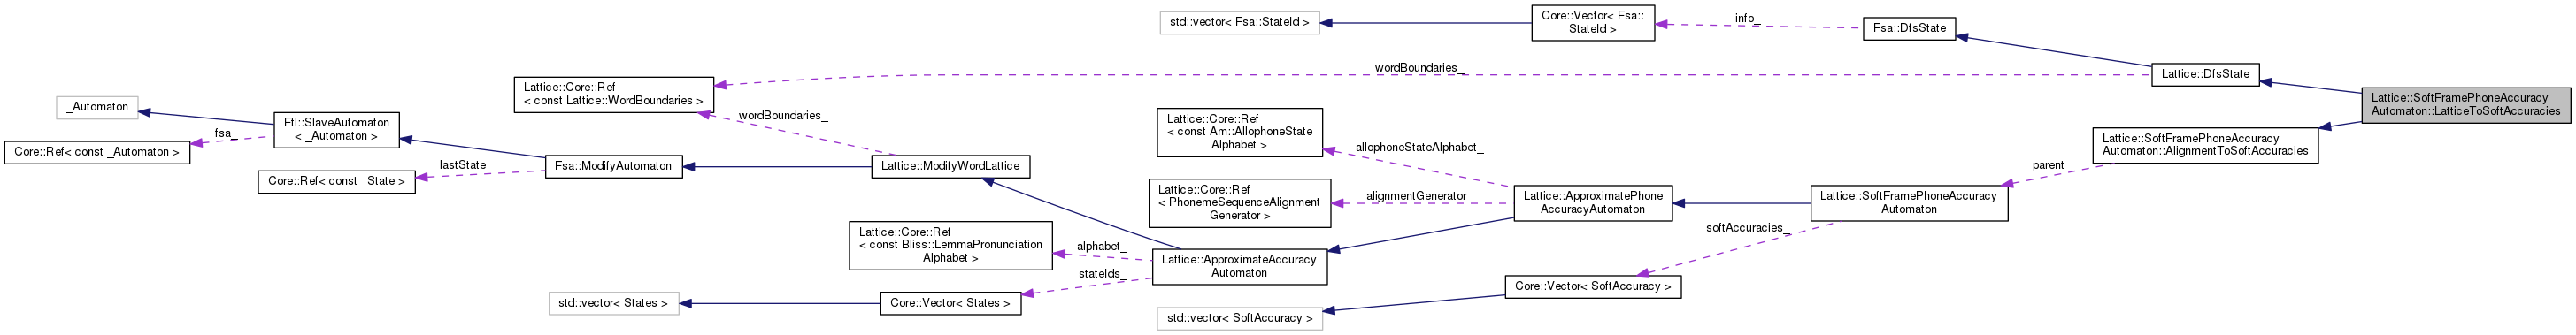 std::vector< Fsa::StateId >
Core::Vector< Fsa::
StateId >
info_
Fsa::DfsState
wordBoundaries_
Lattice::DfsState
Lattice::Core::Ref
< const Lattice::WordBoundaries >
_Automaton
Ftl::SlaveAutomaton
< _Automaton >
fsa_
Core::Ref< const _Automaton >
wordBoundaries_
Lattice::SoftFramePhoneAccuracy
Automaton::LatticeToSoftAccuracies
Lattice::Core::Ref
< const Am::AllophoneState
Alphabet >
allophoneStateAlphabet_
Lattice::SoftFramePhoneAccuracy
Automaton::AlignmentToSoftAccuracies
parent_
lastState_
Core::Ref< const _State >
Fsa::ModifyAutomaton
Lattice::ModifyWordLattice
Lattice::Core::Ref
< PhonemeSequenceAlignment
Generator >
alignmentGenerator_
Lattice::ApproximatePhone
AccuracyAutomaton
Lattice::SoftFramePhoneAccuracy
Automaton
softAccuracies_
Lattice::Core::Ref
< const Bliss::LemmaPronunciation
Alphabet >
alphabet_
stateIds_
Lattice::ApproximateAccuracy
Automaton
std::vector< States >
Core::Vector< States >
Core::Vector< SoftAccuracy >
std::vector< SoftAccuracy >